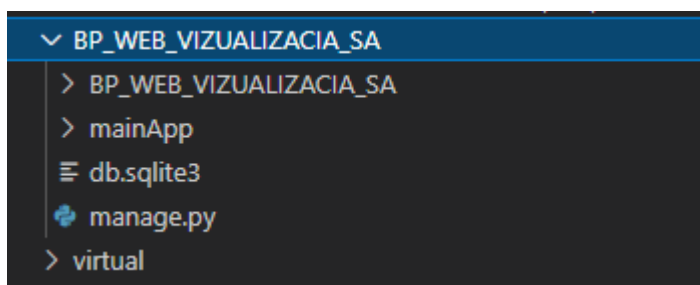 BP_WEB_VIZUALIZACIA_SA
BP_WEB_VIZUALIZACIA_SA
mainApp
db.sqlite3
manage.py
virtual